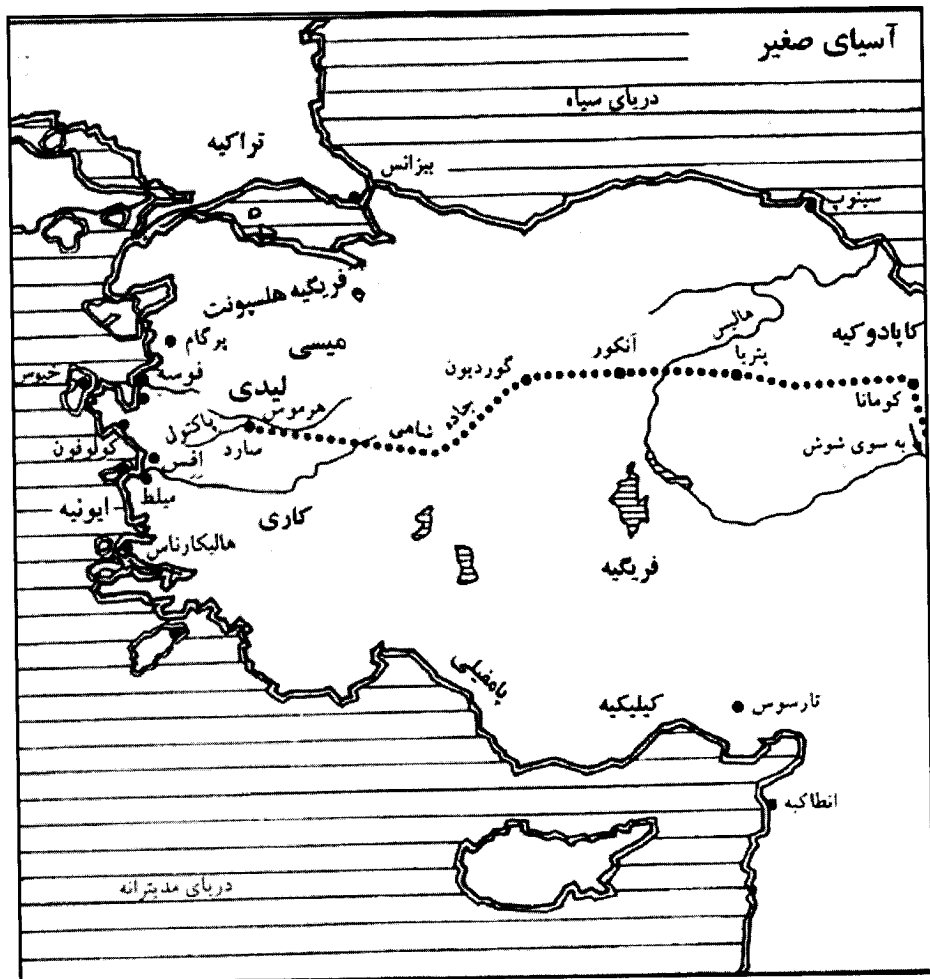 آسیای صغیر
دریای سیاه
تراکیه
بیزانس
سینوپ
فریگیه هلسپونت
هالیس
کاپادوکیه
پرگام
میسی
آنکور
پتریا
گوردیون
فوسه
خیوس
لیدی
کومانا
هرموس
جاده شاهی
پاکتول
سارد
به سوی شوش
کولوفون
اِفِس
میلط
ایونیه
کاری
هالیکارناس
فریگیه
پامفیلی
کیلیکیه
تارسوس
انطاکیه
دریای مدیترانه